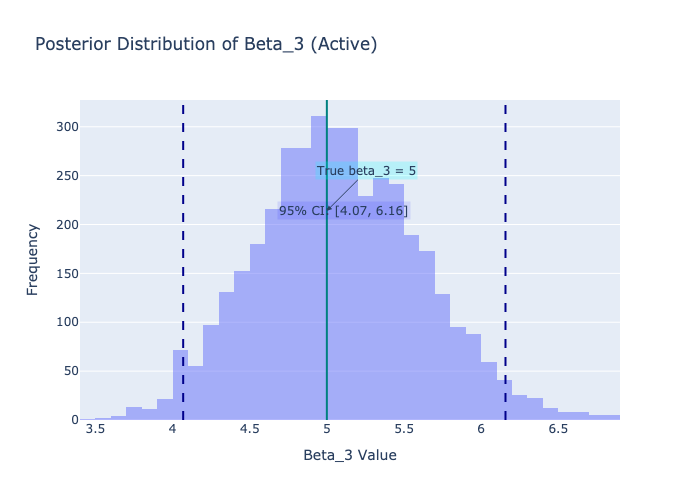 Posterior Distribution of Beta_3 (Active)
Frequency
300
250
200
150
100
50
0
True beta_3 = 5
95% CI: [4.07, 6.16]
3.5
4
4.5
5
5.5
6
6.5
Beta_3 Value